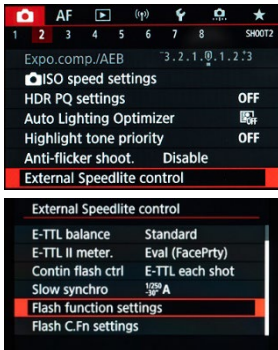 AF
1 2 3 4 5 6 7 8 SHOOT2
Expo.comp./AEB -3..2..1..0..1..2.:3
ISO speed settings
HDR PQ settings OFF
Auto Lighting Optimizer OFF
Highlight tone priority OFF
Anti-flicker shoot. Disable
External Speedlite control
External Speedlite control
E-TTL balance Standard
E-TTL II meter. Eval (FacePrty)
Contin flash ctrl E-TTL each shot
Slow synchro 1/250-30" A
Flash function settings
Flash C.Fn settings